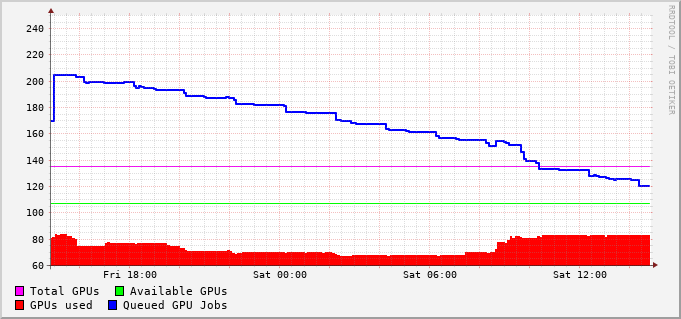 RRDTOOL / TOBI OETIKER
240
220
200
180
160
140
120
100
80
60
Fri 18:00 Sat 00:00 Sat 06:00 Sat 12:00
Total GPUs Available GPUs
GPUs used Queued GPU Jobs